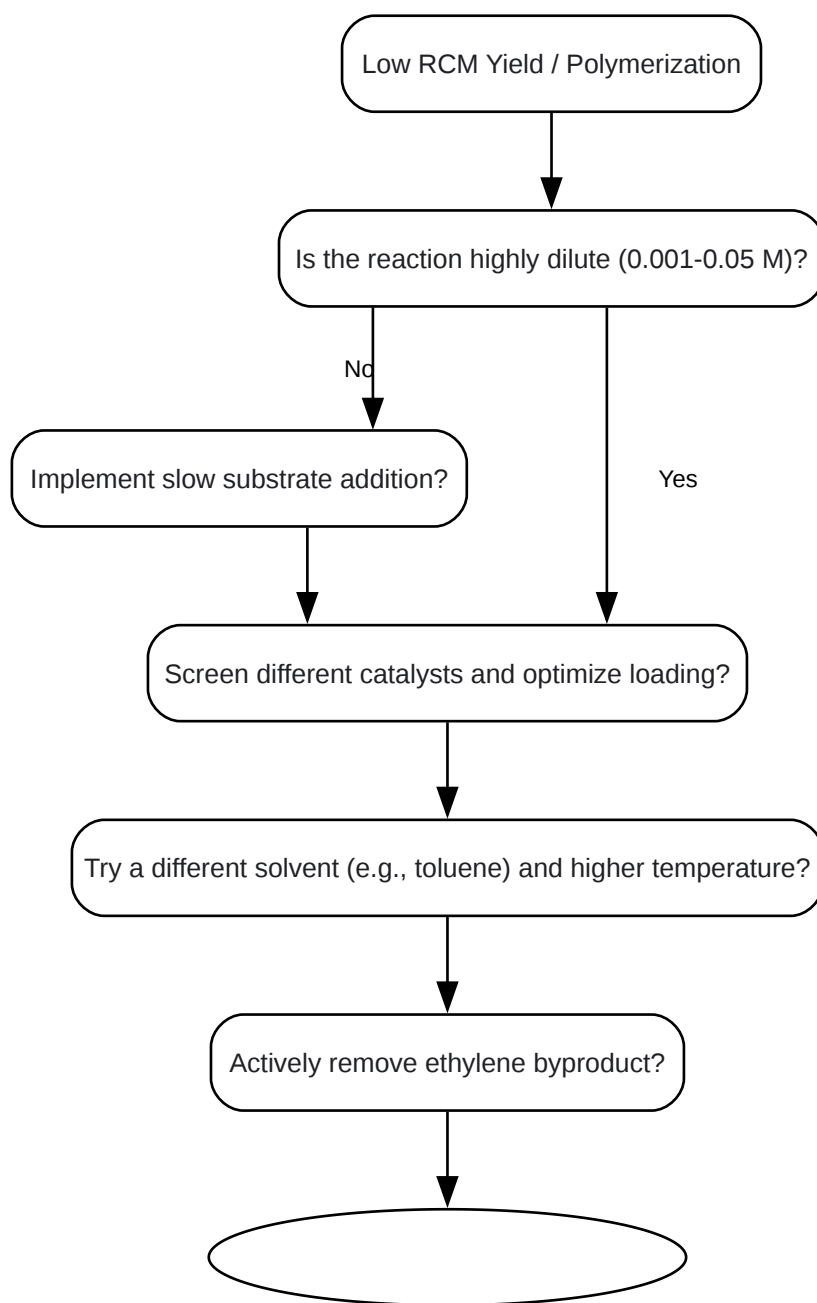 Low RCM Yield / Polymerization
Is the reaction highly dilute (0.001-0.05 M)?
No
Implement slow substrate addition?
Yes
Screen different catalysts and optimize loading?
Try a different solvent (e.g., toluene) and higher temperature?
Actively remove ethylene byproduct?